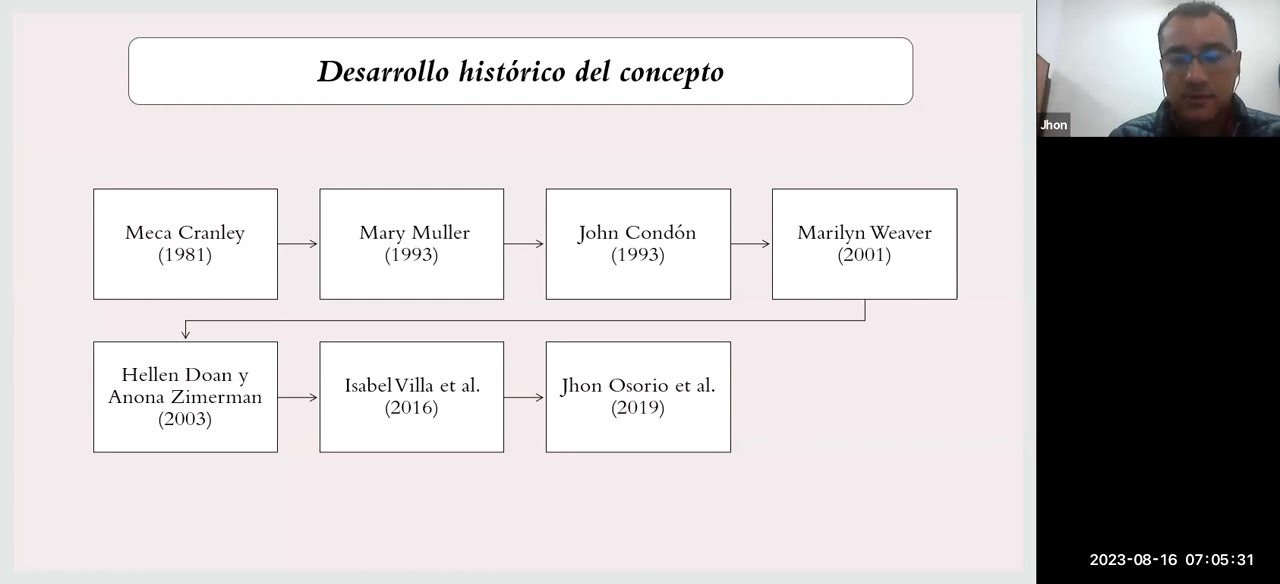 Desarrollo histórico del concepto
Jhon
Meca Cranley
(1981)
Mary Muller
(1993)
John Condón
(1993)
Marilyn Weaver
(2001)
Hellen Doan y
Anona Zimerman
(2003)
Isabel Villa et al.
(2016)
Jhon Osorio et al.
(2019)
2023-08-16 07:05:31